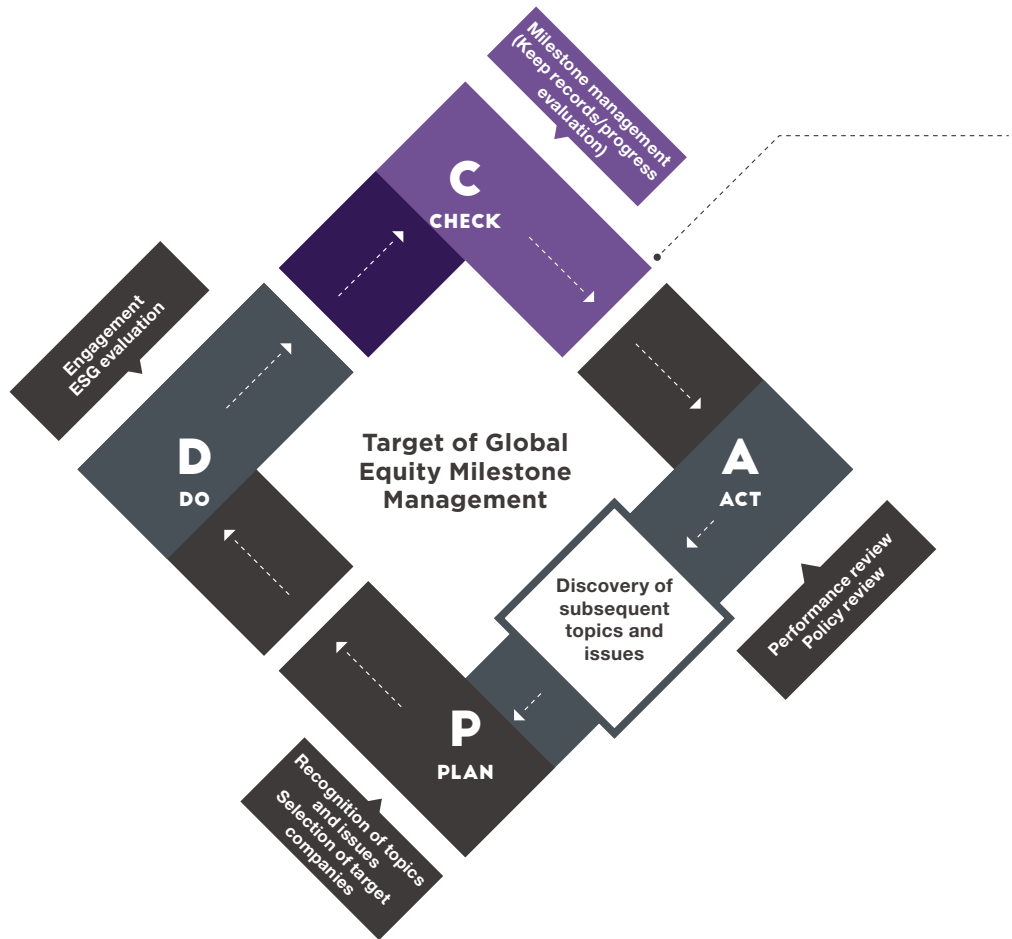 Milestone management
(Keep records/progress
evaluation)
C
CHECK
Engagement
ESG evaluation
D
DO
Target of Global
Equity Milestone
Management
A
ACT
Performance review
Policy review
Discovery of
subsequent
topics and
issues
P
PLAN
Recognition of topics
and issues
Selection of target
companies